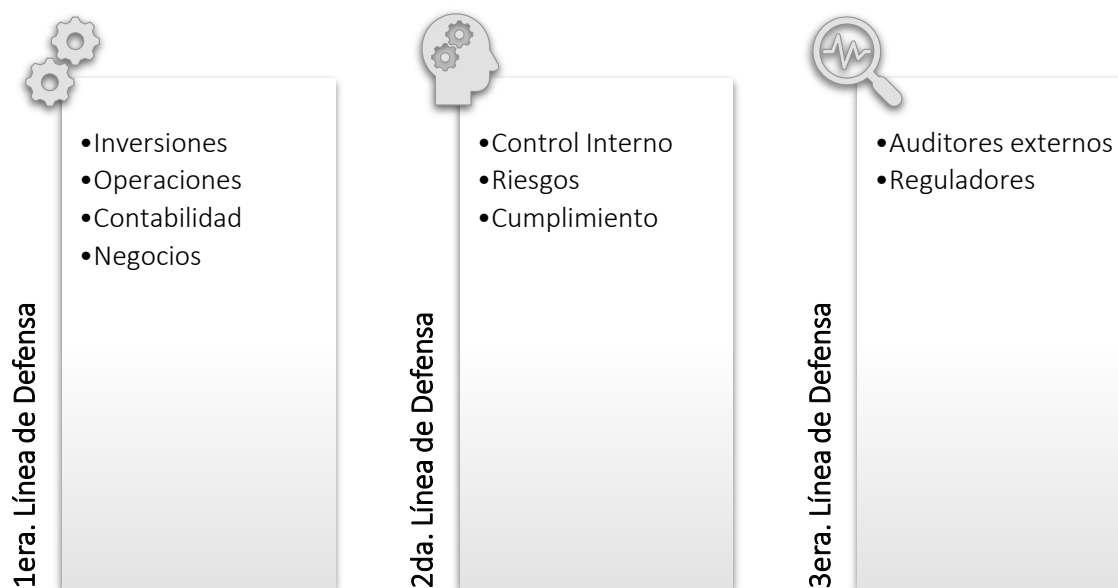 1era. Línea de Defensa
•Inversiones
•Operaciones
•Contabilidad
•Negocios
2da. Línea de Defensa
•Control Interno
•Riesgos
•Cumplimiento
3era. Línea de Defensa
•Auditores externos
•Reguladores